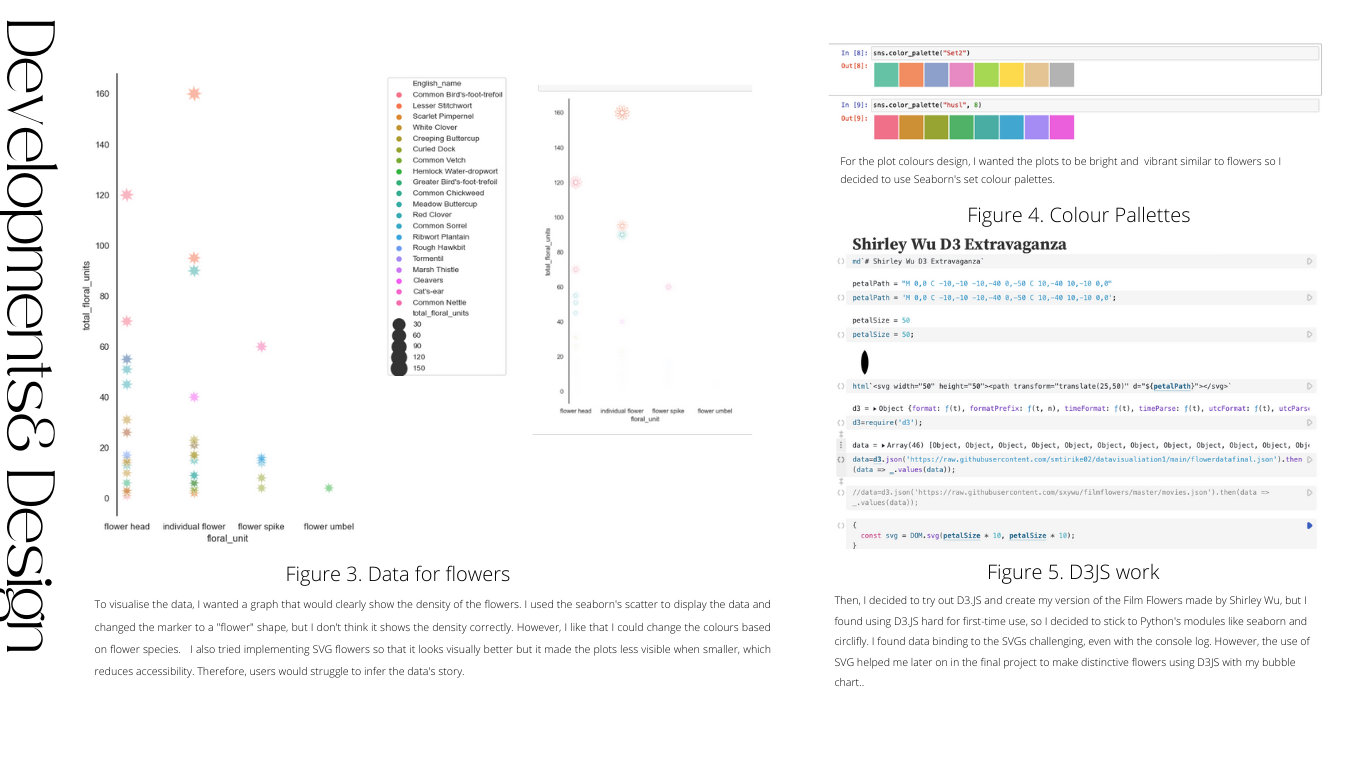 Developments& Design
160
140
120
100
80
60
40
20
0
total_floral_units
flower head
individual flower
flower spike
flower umbel
floral_unit
English_name
Common Bird's-foot-trefoil
Lesser Stitchwort
Scarlet Pimpernel
White Clover
Creeping Buttercup
Curled Dock
Common Vetch
Hemlock Water-dropwort
Greater Bird's-foot-trefoil
Common Chickweed
Meadow Buttercup
Red Clover
Common Sorrel
Ribwort Plantain
Rough Hawkbit
Tormentil
Marsh Thistle
Cleavers
Cat's-ear
Common Nettle
total_floral_units
30
60
90
120
150
160
140
120
100
80
60
40
20
0
total_floral_units
flower head
individual flower
flower spike
flower umbel
floral_unit
Figure 3. Data for flowers
To visualise the data, I wanted a graph that would clearly show the density of the flowers. I used the seaborn's scatter to display the data and
changed the marker to a "flower" shape, but I don't think it shows the density correctly. However, I like that I could change the colours based
on flower species. I also tried implementing SVG flowers so that it looks visually better but it made the plots less visible when smaller, which
reduces accessibility. Therefore, users would struggle to infer the data's story.
In [8]: sns.color_palette("Set2")
Out[8]:
In [9]: sns.color_palette("husl", 8)
Out[9]:
For the plot colours design, I wanted the plots to be bright and vibrant similar to flowers so I
decided to use Seaborn's set colour palettes.
Figure 4. Colour Pallettes
Shirley Wu D3 Extravaganza
md`# Shirley Wu D3 Extravaganza`
petalPath = "M 0,0 C -10,-10 -10,-40 0,-50 C 10,-40 10,-10 0,0"
petalPath = 'M 0,0 C -10,-10 -10,-40 0,-50 C 10,-40 10,-10 0,0';
petalSize = 50
petalSize = 50;
html`<svg width="50" height="50"><path transform="translate(25,50)" d="${petalPath}"></svg>`
d3 = ▸Object {format: ƒ(t), formatPrefix: ƒ(t, n), timeFormat: ƒ(t), timeParse: ƒ(t), utcFormat: ƒ(t), utcParse
d3=require('d3');
data = ▸Array(46) [Object, Object, Object, Object, Object, Object, Object, Object, Object, Object, Object, Obje
data=d3.json('https://raw.githubusercontent.com/smtirike02/datavisualiation1/main/flowerdatafinal.json').then
(data => _.values(data));
//data=d3.json('https://raw.githubusercontent.com/sxywu/filmflowers/master/movies.json').then(data =>
_.values(data));
{
const svg = DOM.svg(petalSize * 10, petalSize * 10);
}
Figure 5. D3JS work
Then, I decided to try out D3.JS and create my version of the Film Flowers made by Shirley Wu, but I
found using D3.JS hard for first-time use, so I decided to stick to Python's modules like seaborn and
circlfiy. I found data binding to the SVGs challenging, even with the console log. However, the use of
SVG helped me later on in the final project to make distinctive flowers using D3JS with my bubble
chart..